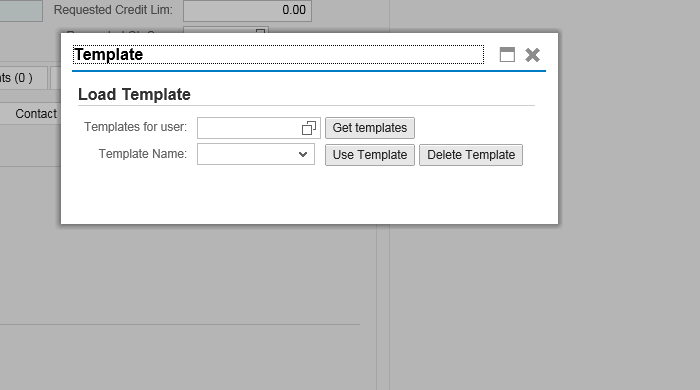 Requested Credit Lim: 0.00
Template
nts (0 )
Load Template
Contact
Templates for user: Get templates
Template Name: Use Template Delete Template